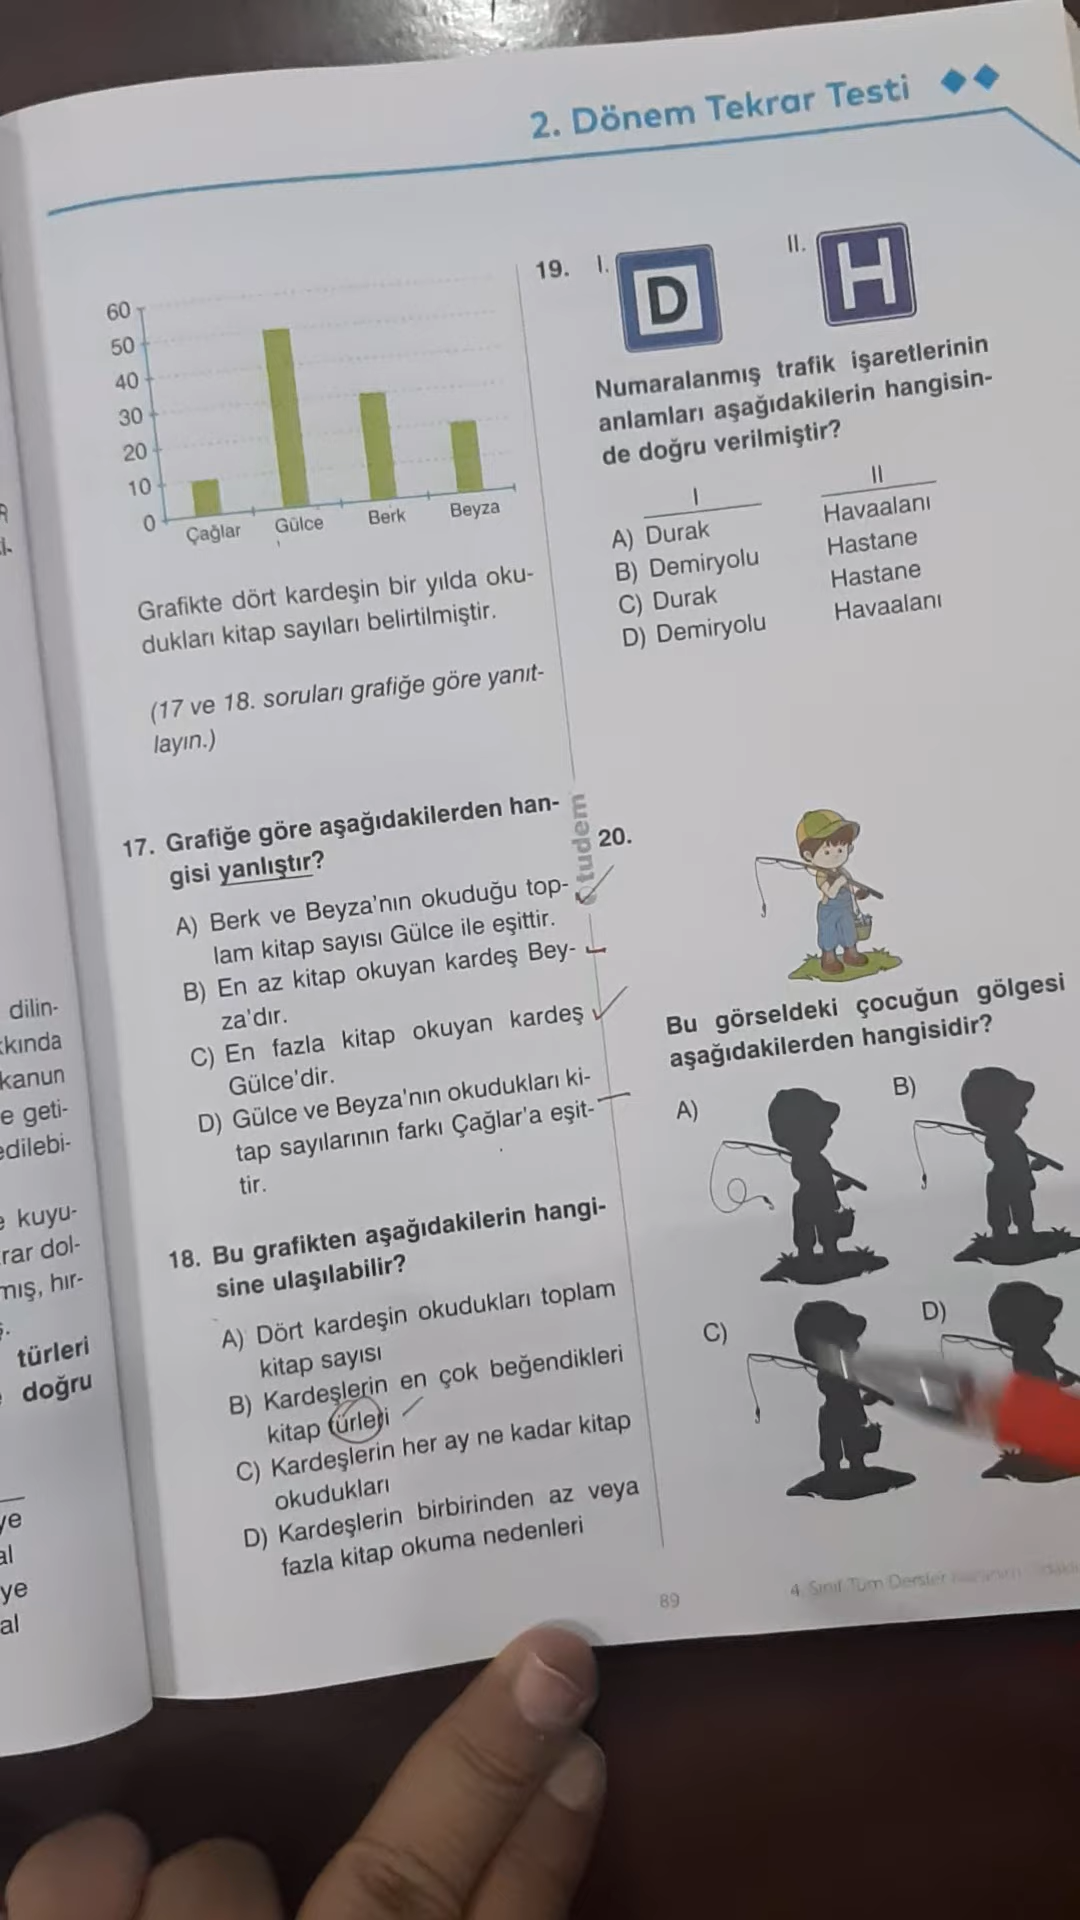 2. Dönem Tekrar Testi
60
50
40
30
20
10
0
Çağlar
Gülce
Berk
Beyza
Grafikte dört kardeşin bir yılda oku-
dukları kitap sayıları belirtilmiştir.
(17 ve 18. soruları grafiğe göre yanıt-
layın.)
17. Grafiğe göre aşağıdakilerden han-
gisi yanlıştır?
A) Berk ve Beyza'nın okuduğu top-
lam kitap sayısı Gülce ile eşittir.
B) En az kitap okuyan kardeş Bey-
za'dır.
C) En fazla kitap okuyan kardeş
Gülce'dir.
D) Gülce ve Beyza'nın okudukları ki-
tap sayılarının farkı Çağlar'a eşit-
tir.
18. Bu grafikten aşağıdakilerin hangi-
sine ulaşılabilir?
A) Dört kardeşin okudukları toplam
kitap sayısı
B) Kardeşlerin en çok beğendikleri
kitap türleri
C) Kardeşlerin her ay ne kadar kitap
okudukları
D) Kardeşlerin birbirinden az veya
fazla kitap okuma nedenleri
tudem
19. I. D II. H
Numaralanmış trafik işaretlerinin
anlamları aşağıdakilerin hangisin-
de doğru verilmiştir?
I II
A) Durak Havaalanı
B) Demiryolu Hastane
C) Durak Hastane
D) Demiryolu Havaalanı
20.
Bu görseldeki çocuğun gölgesi
aşağıdakilerden hangisidir?
A) B)
C) D)
89
4. Sınıf Tüm Dersler
dilin-
kında
kanun
e geti-
edilebi-
e kuyu-
rar dol-
mış, hır-
türleri
doğru
ye
al
ye
al